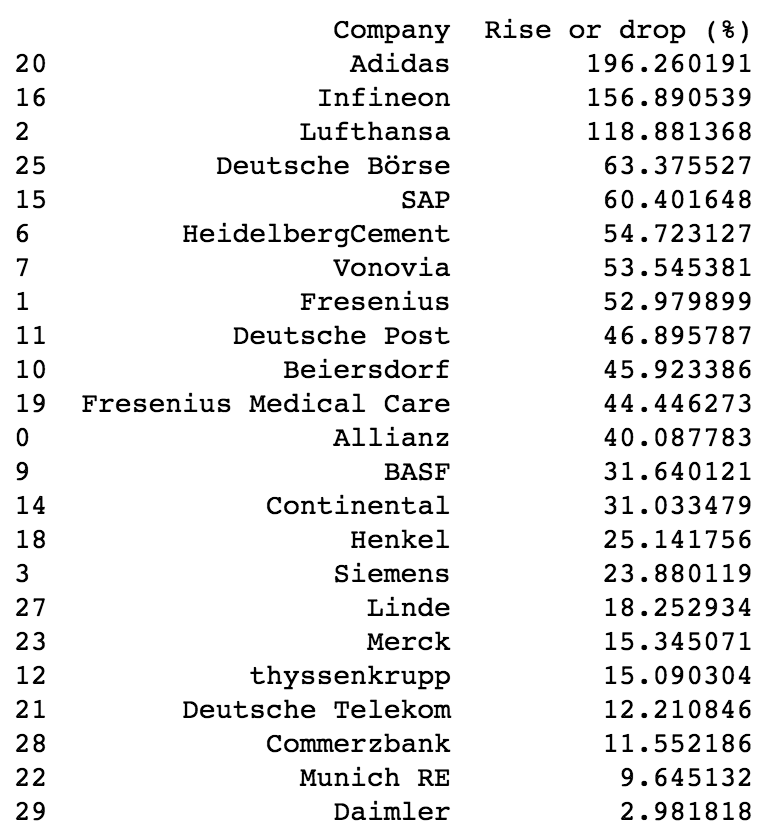 Company Rise or drop (%)
20 Adidas 196.260191
16 Infineon 156.890539
2 Lufthansa 118.881368
25 Deutsche Börse 63.375527
15 SAP 60.401648
6 HeidelbergCement 54.723127
7 Vonovia 53.545381
1 Fresenius 52.979899
11 Deutsche Post 46.895787
10 Beiersdorf 45.923386
19 Fresenius Medical Care 44.446273
0 Allianz 40.087783
9 BASF 31.640121
14 Continental 31.033479
18 Henkel 25.141756
3 Siemens 23.880119
27 Linde 18.252934
23 Merck 15.345071
12 thyssenkrupp 15.090304
21 Deutsche Telekom 12.210846
28 Commerzbank 11.552186
22 Munich RE 9.645132
29 Daimler 2.981818